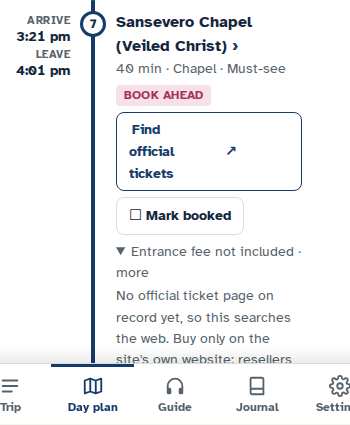 ARRIVE
3:21 pm
LEAVE
4:01 pm
7
Sansevero Chapel
(Veiled Christ) ›
40 min · Chapel · Must-see
BOOK AHEAD
Find
official ↗
tickets
☐ Mark booked
▼ Entrance fee not included ·
more
No official ticket page on
record yet, so this searches
the web. Buy only on the
site's own website: resellers
Trip
Day plan
Guide
Journal
Settin